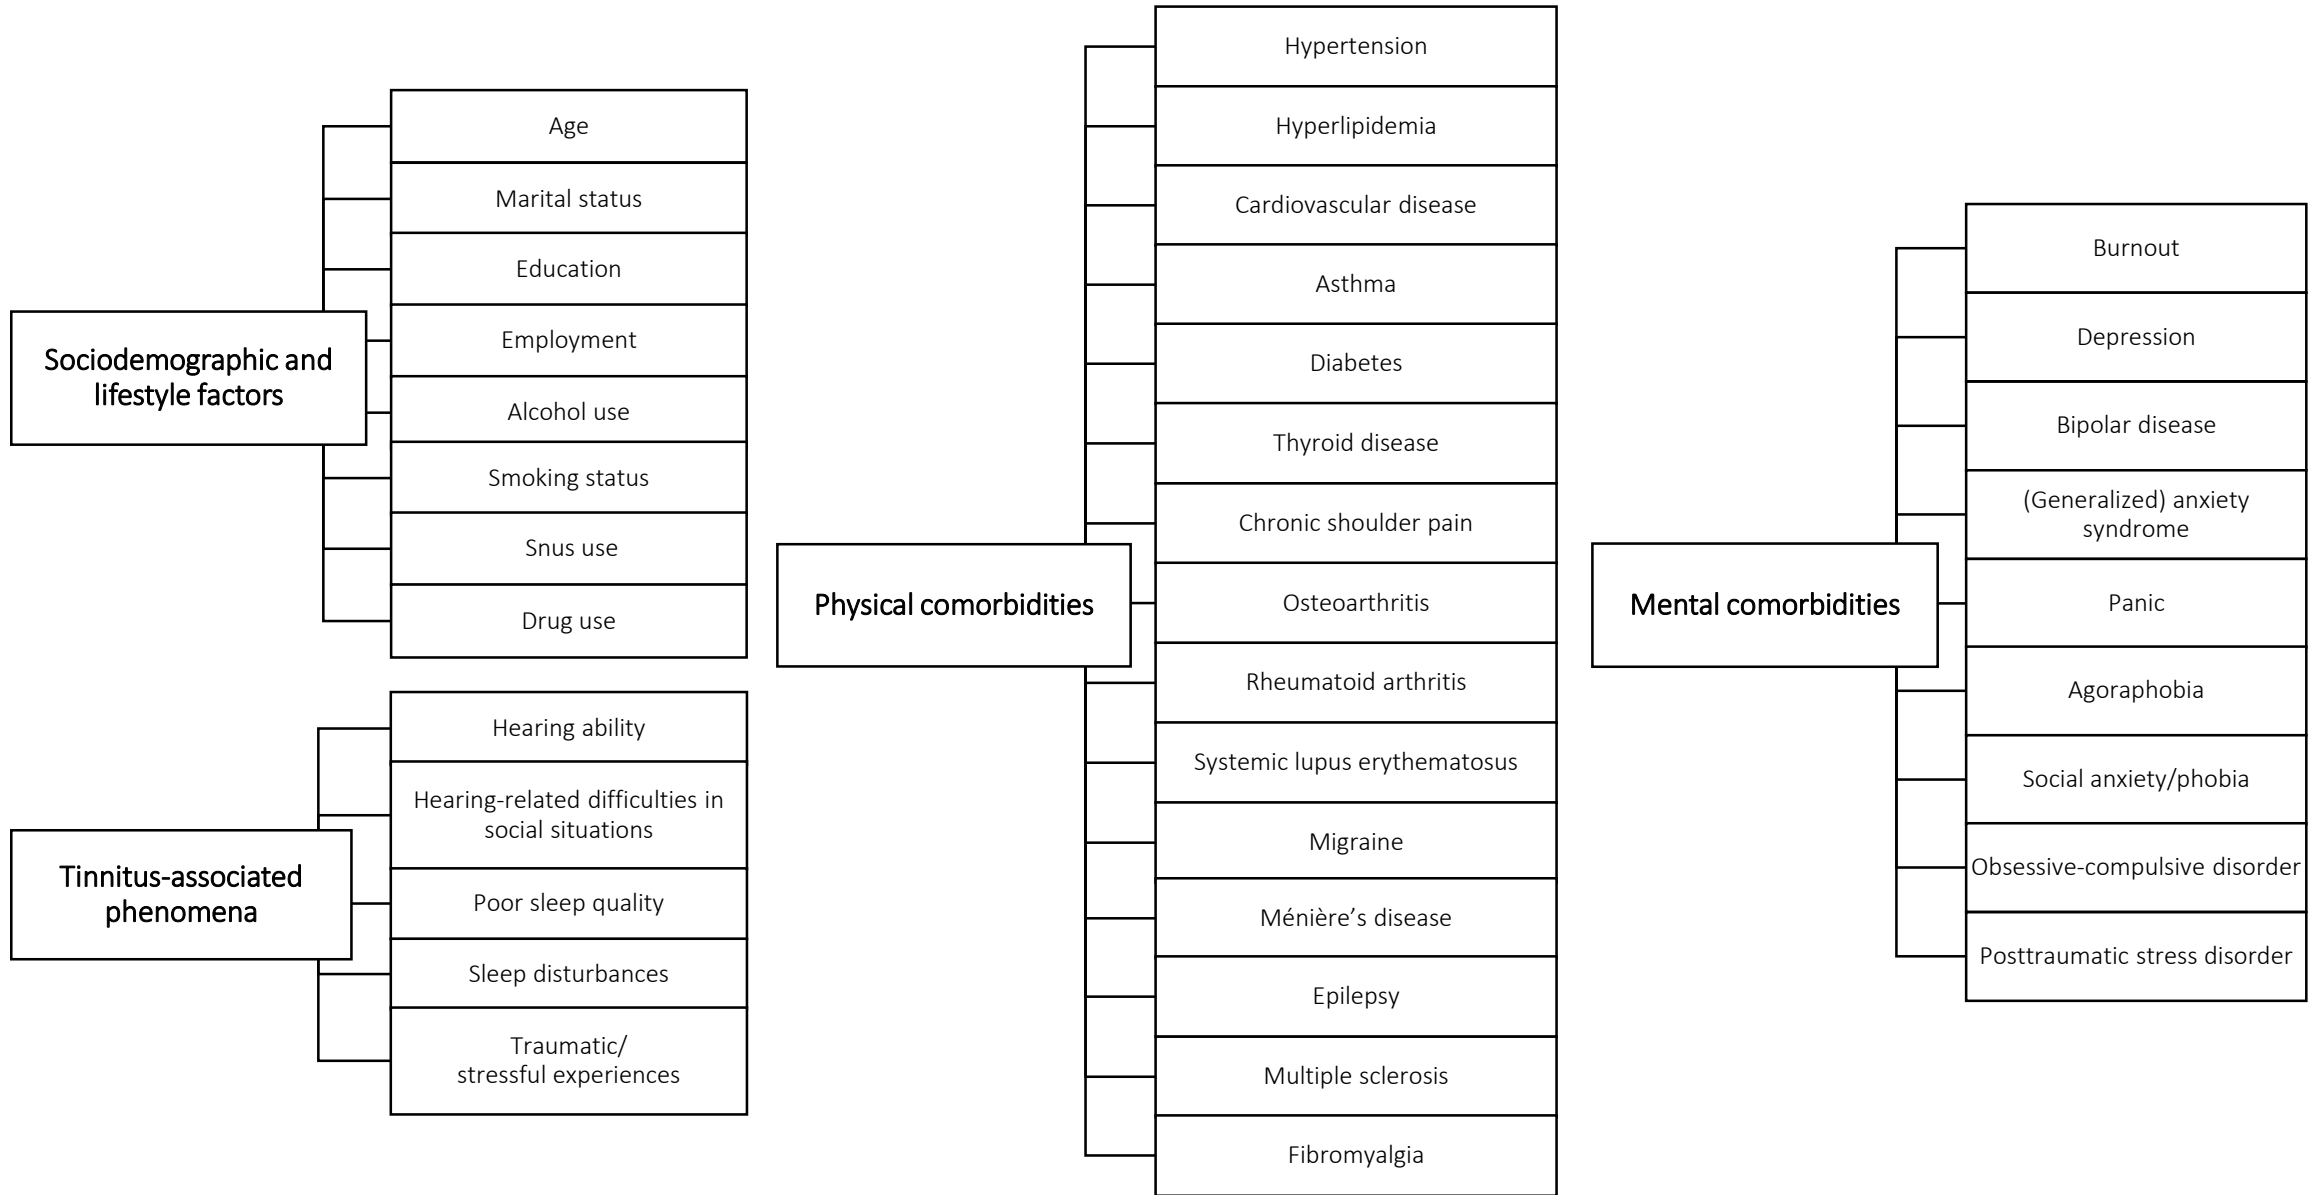 Sociodemographic and
lifestyle factors
Age
Marital status
Education
Employment
Alcohol use
Smoking status
Snus use
Drug use
Tinnitus-associated
phenomena
Hearing ability
Hearing-related difficulties in
social situations
Poor sleep quality
Sleep disturbances
Traumatic/
stressful experiences
Physical comorbidities
Hypertension
Hyperlipidemia
Cardiovascular disease
Asthma
Diabetes
Thyroid disease
Chronic shoulder pain
Osteoarthritis
Rheumatoid arthritis
Systemic lupus erythematosus
Migraine
Ménière’s disease
Epilepsy
Multiple sclerosis
Fibromyalgia
Mental comorbidities
Burnout
Depression
Bipolar disease
(Generalized) anxiety
syndrome
Panic
Agoraphobia
Social anxiety/phobia
Obsessive-compulsive disorder
Posttraumatic stress disorder